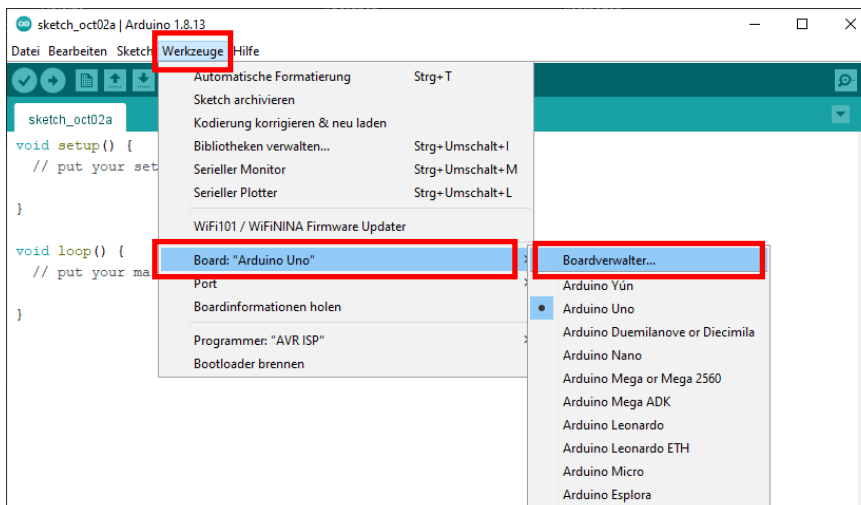 sketch_oct02a | Arduino 1.8.13
Datei Bearbeiten Sketch Werkzeuge Hilfe
Automatische Formatierung Strg+T
Sketch archivieren
Kodierung korrigieren & neu laden
Bibliotheken verwalten... Strg+Umschalt+I
Serieller Monitor Strg+Umschalt+M
Serieller Plotter Strg+Umschalt+L
WiFi101 / WiFiNINA Firmware Updater
Board: "Arduino Uno"
Port
Boardinformationen holen
Programmer: "AVR ISP"
Bootloader brennen
sketch_oct02a
void setup() {
// put your set
}
void loop() {
// put your ma
}
Boardverwalter...
Arduino Yún
Arduino Uno
Arduino Duemilanove or Diecimila
Arduino Nano
Arduino Mega or Mega 2560
Arduino Mega ADK
Arduino Leonardo
Arduino Leonardo ETH
Arduino Micro
Arduino Esplora